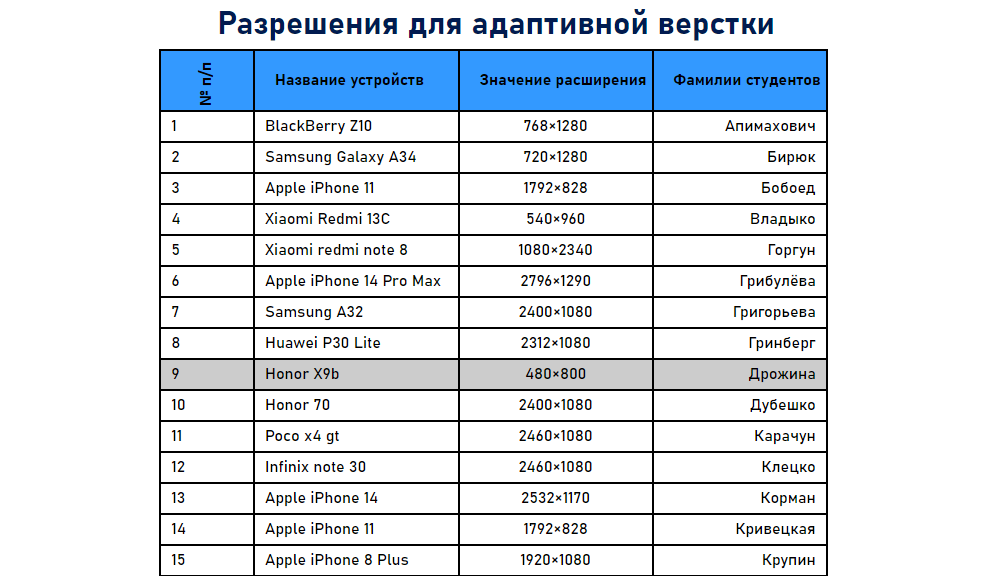 Разрешения для адаптивной верстки
№ п/п Название устройств Значение расширения Фамилии студентов
1 BlackBerry Z10 768×1280 Апимахович
2 Samsung Galaxy A34 720×1280 Бирюк
3 Apple iPhone 11 1792×828 Бобоед
4 Xiaomi Redmi 13C 540×960 Владыко
5 Xiaomi redmi note 8 1080×2340 Горгун
6 Apple iPhone 14 Pro Max 2796×1290 Грибулёва
7 Samsung A32 2400×1080 Григорьева
8 Huawei P30 Lite 2312×1080 Гринберг
9 Honor X9b 480×800 Дрожина
10 Honor 70 2400×1080 Дубешко
11 Poco x4 gt 2460×1080 Карачун
12 Infinix note 30 2460×1080 Клецко
13 Apple iPhone 14 2532×1170 Корман
14 Apple iPhone 11 1792×828 Кривецкая
15 Apple iPhone 8 Plus 1920×1080 Крупин